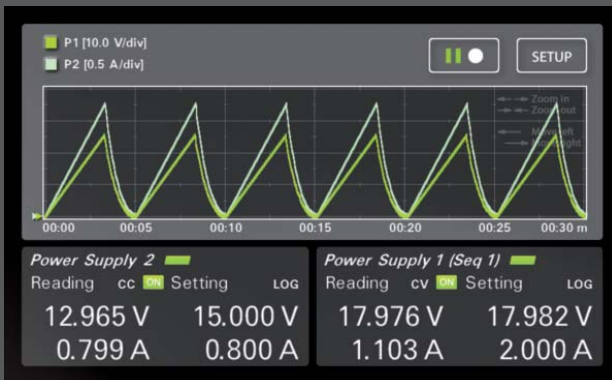 P1 [10.0 V/div]
P2 [0.5 A/div]
SETUP
Zoom In
Zoom out
Move left
00:00 00:05 00:10 00:15 00:20 00:25 00:30 m
Power Supply 2
Reading CC ON Setting LOG
12.965 V 15.000 V
0.799 A 0.800 A
Power Supply 1 (Seq 1)
Reading CV ON Setting LOG
17.976 V 17.982 V
1.103 A 2.000 A